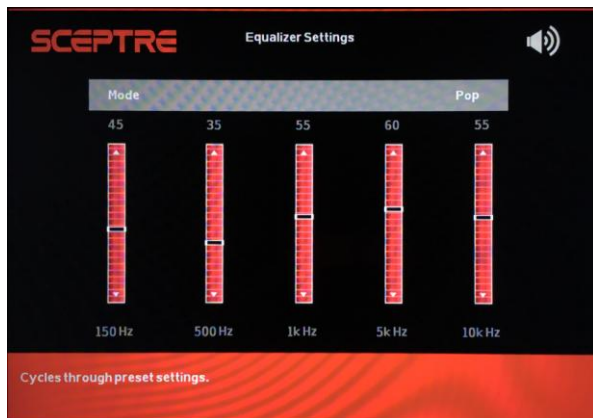 SCEPTRE
Equalizer Settings
Mode Pop
45 35 55 60 55
150 Hz 500 Hz 1k Hz 5k Hz 10k Hz
Cycles through preset settings.